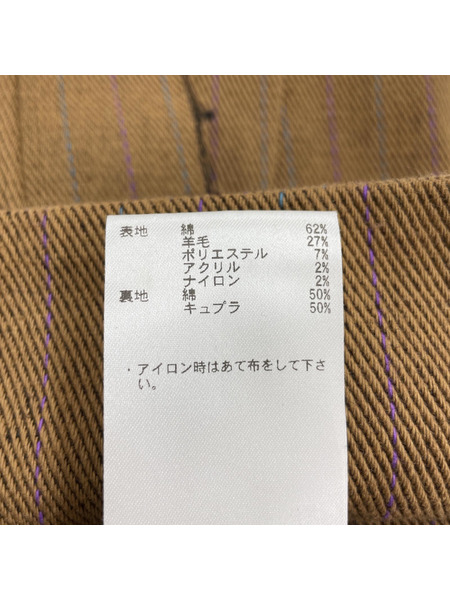 表地 綿 62%
羊毛 27%
ポリエステル 7%
アクリル 2%
ナイロン 2%
裏地 綿 50%
キュプラ 50%
・アイロン時はあて布をして下さ
い。